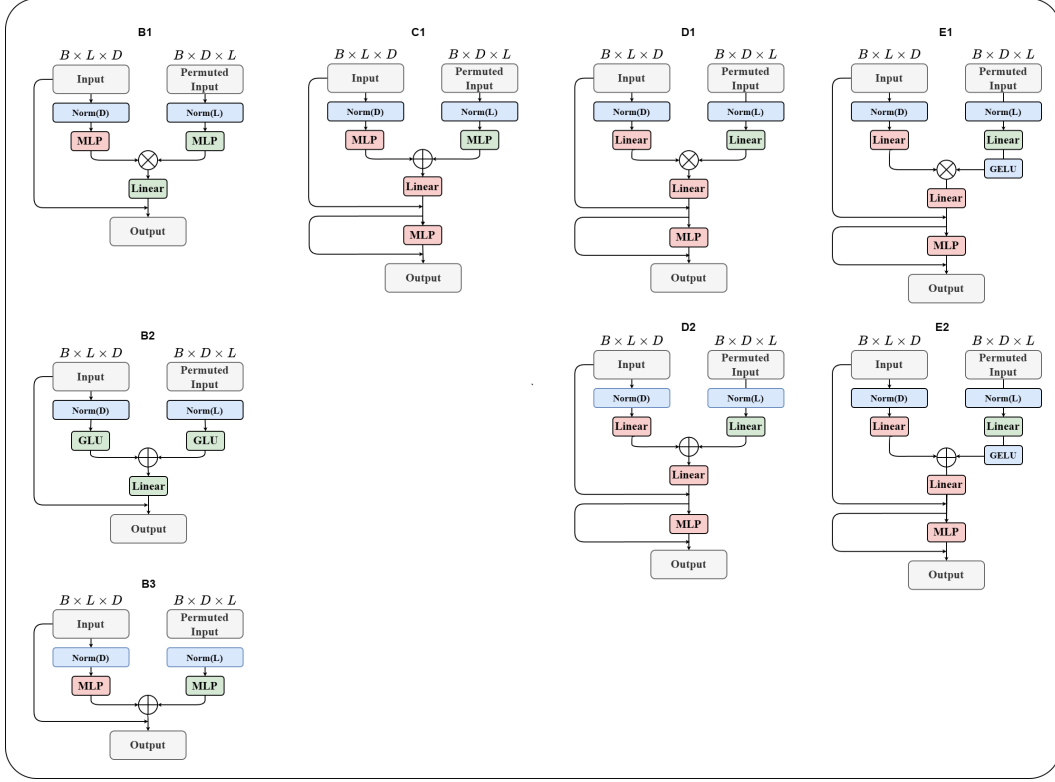 B1
B × L × D
B × D × L
Input
Permuted
Input
Norm(D)
Norm(L)
MLP
MLP
Linear
Output
C1
B × L × D
B × D × L
Input
Permuted
Input
Norm(D)
Norm(L)
MLP
MLP
Linear
MLP
Output
D1
B × L × D
B × D × L
Input
Permuted
Input
Norm(D)
Norm(L)
Linear
Linear
Linear
MLP
Output
E1
B × L × D
B × D × L
Input
Permuted
Input
Norm(D)
Norm(L)
Linear
Linear
GELU
Linear
MLP
Output
B2
B × L × D
B × D × L
Input
Permuted
Input
Norm(D)
Norm(L)
GLU
GLU
Linear
Output
D2
B × L × D
B × D × L
Input
Permuted
Input
Norm(D)
Norm(L)
Linear
Linear
Linear
MLP
Output
E2
B × L × D
B × D × L
Input
Permuted
Input
Norm(D)
Norm(L)
Linear
Linear
GELU
Linear
MLP
Output
B3
B × L × D
B × D × L
Input
Permuted
Input
Norm(D)
Norm(L)
MLP
MLP
Output